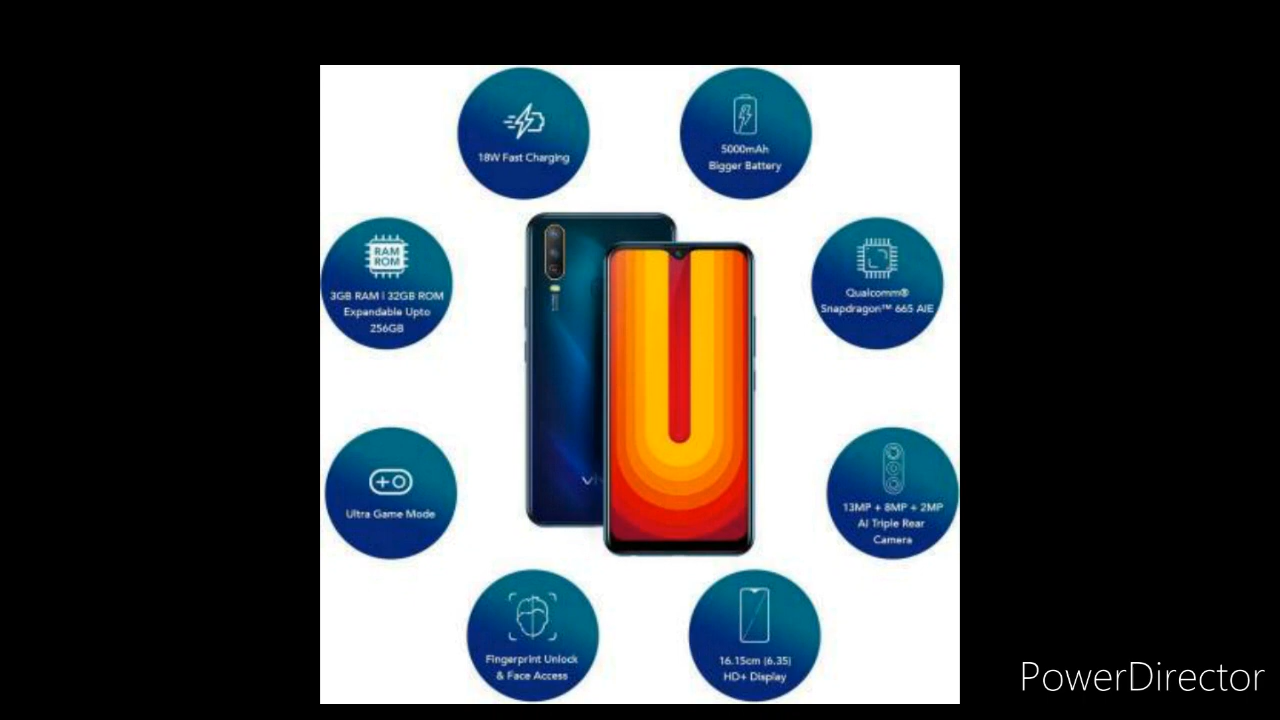 18W Fast Charging
5000mAh
Bigger Battery
RAM
ROM
3GB RAM | 32GB ROM
Expandable Upto
256GB
Qualcomm®
Snapdragon™ 665 AIE
Ultra Game Mode
13MP + 8MP + 2MP
AI Triple Rear
Camera
Fingerprint Unlock
& Face Access
16.15cm (6.35)
HD+ Display
PowerDirector